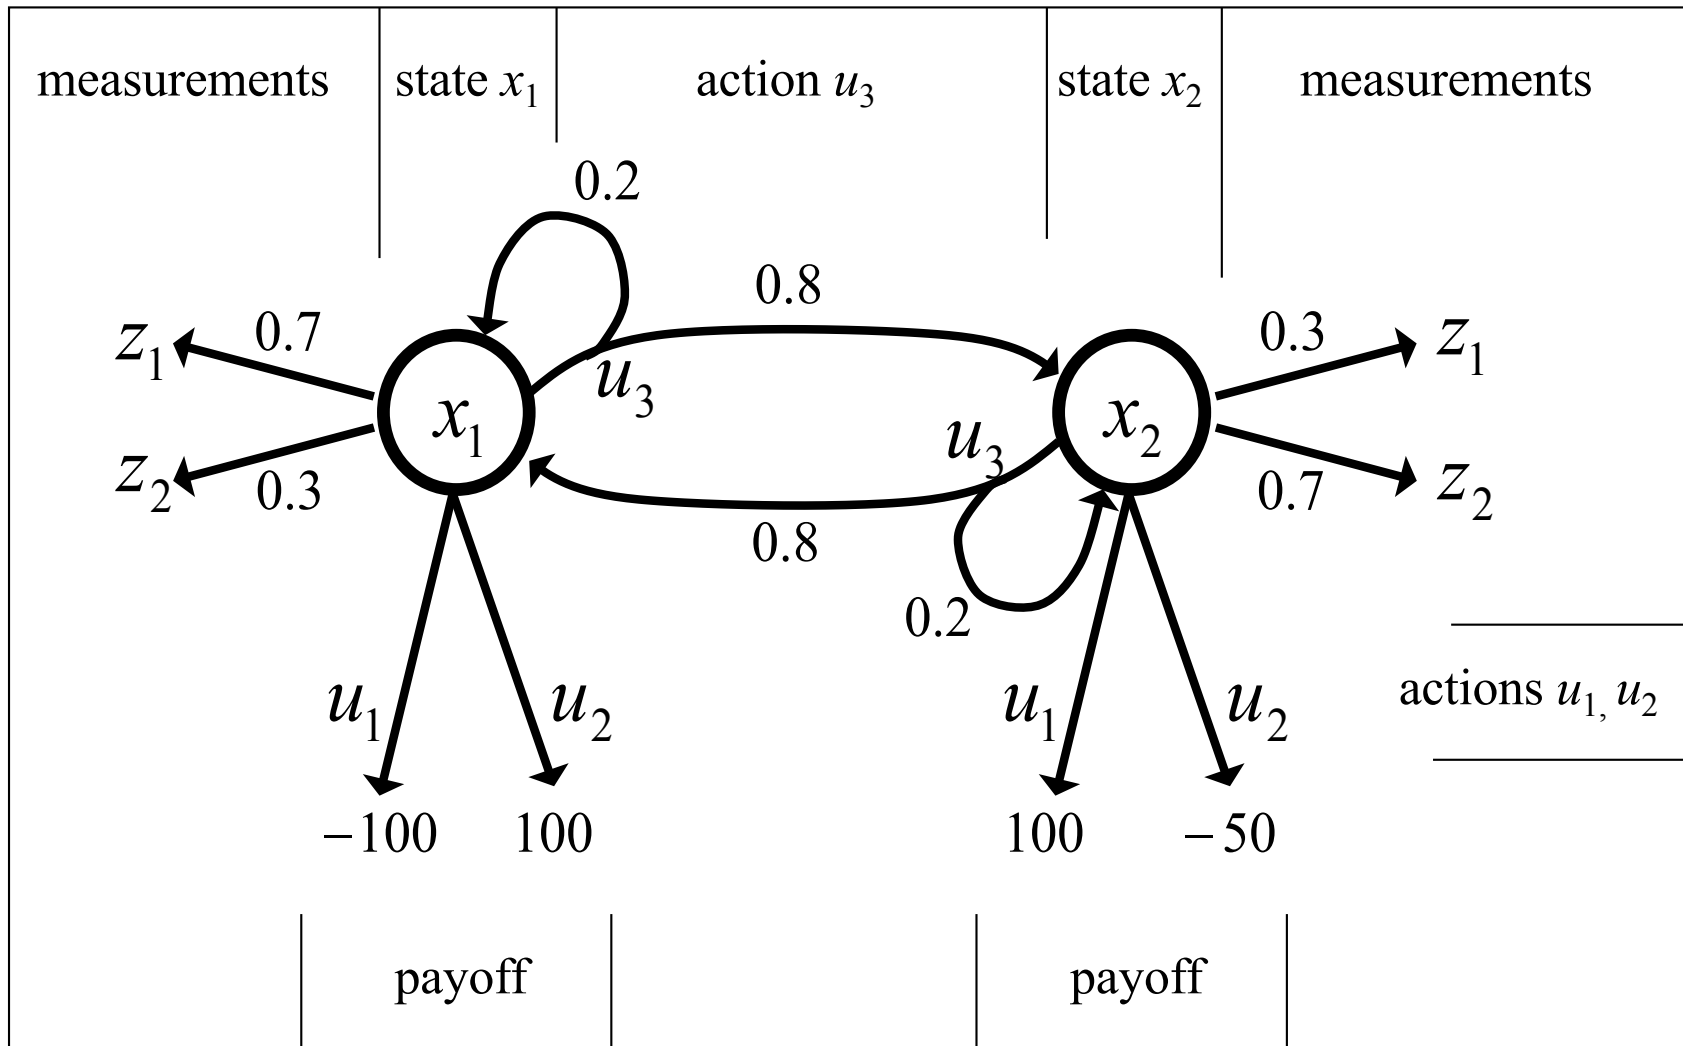 measurements state x1 action u3 state x2 measurements
0.2
0.8
z1 0.7 0.3 z1
u3
x1 x2
u3
z2 0.3 0.7 z2
0.8
0.2
u1 u2 u1 u2 actions u1, u2
−100 100 100 −50
payoff payoff